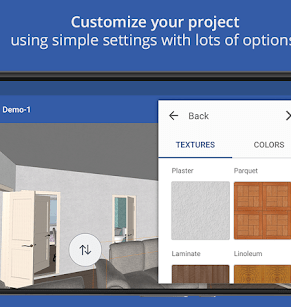 Customize your project
using simple settings with lots of options
Demo-1
Back
TEXTURES
COLORS
Plaster
Parquet
Laminate
Linoleum